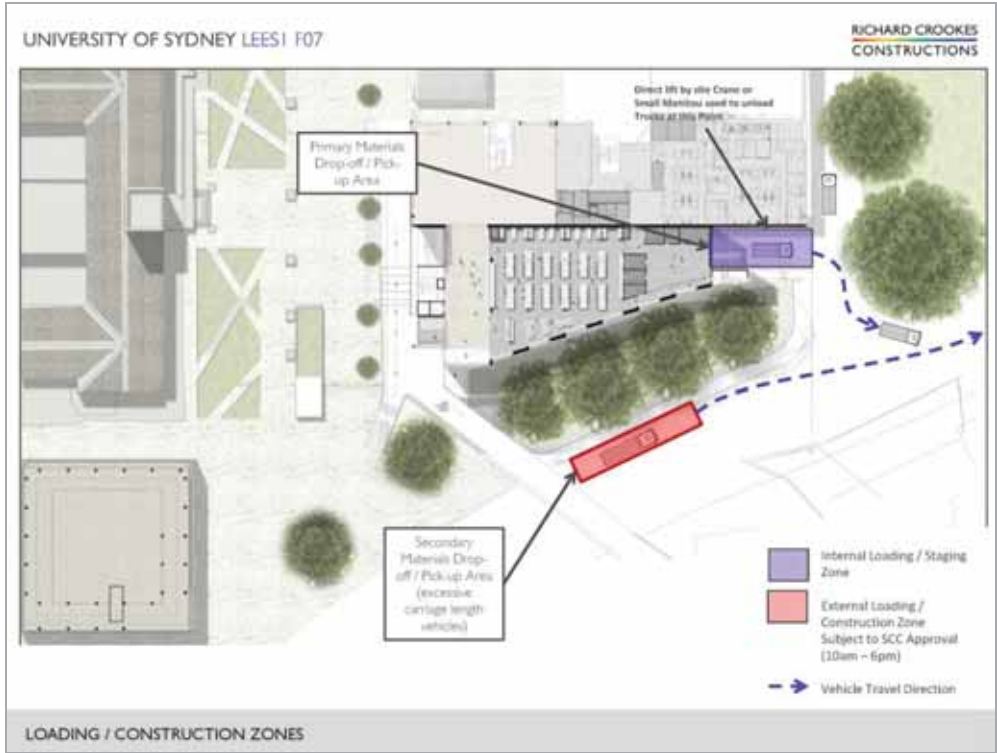 UNIVERSITY OF SYDNEY LEES1 F07
RICHARD CROOKES
CONSTRUCTIONS
Direct lift by site Crane or
Small Manitou used to unload
Trucks at this Point
Primary Materials
Drop-off / Pick-
up Area
Secondary
Materials Drop-
off / Pick-up Area
(excessive
carriage length
vehicles)
Internal Loading / Staging
Zone
External Loading /
Construction Zone
Subject to SCC Approval
(10am – 6pm)
Vehicle Travel Direction
LOADING / CONSTRUCTION ZONES